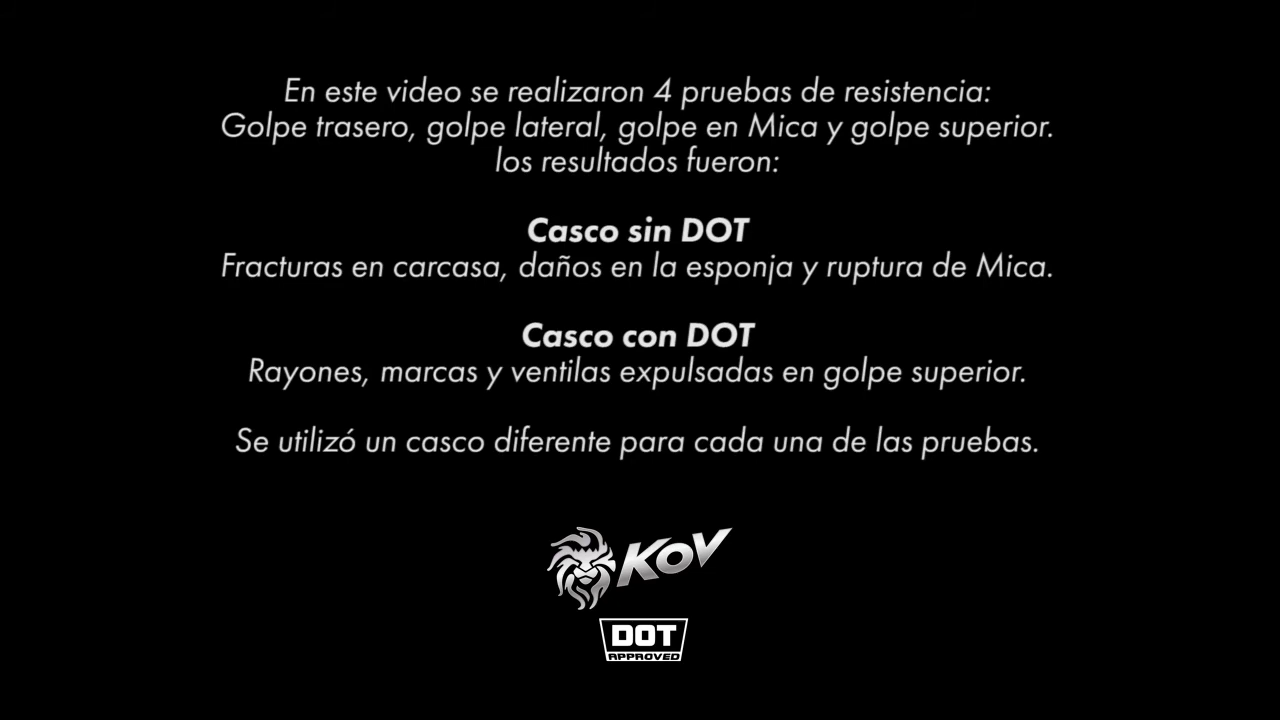 En este video se realizaron 4 pruebas de resistencia:
Golpe trasero, golpe lateral, golpe en Mica y golpe superior.
los resultados fueron:
Casco sin DOT
Fracturas en carcasa, daños en la esponja y ruptura de Mica.
Casco con DOT
Rayones, marcas y ventilas expulsadas en golpe superior.
Se utilizó un casco diferente para cada una de las pruebas.
KOV
DOT
APPROVED